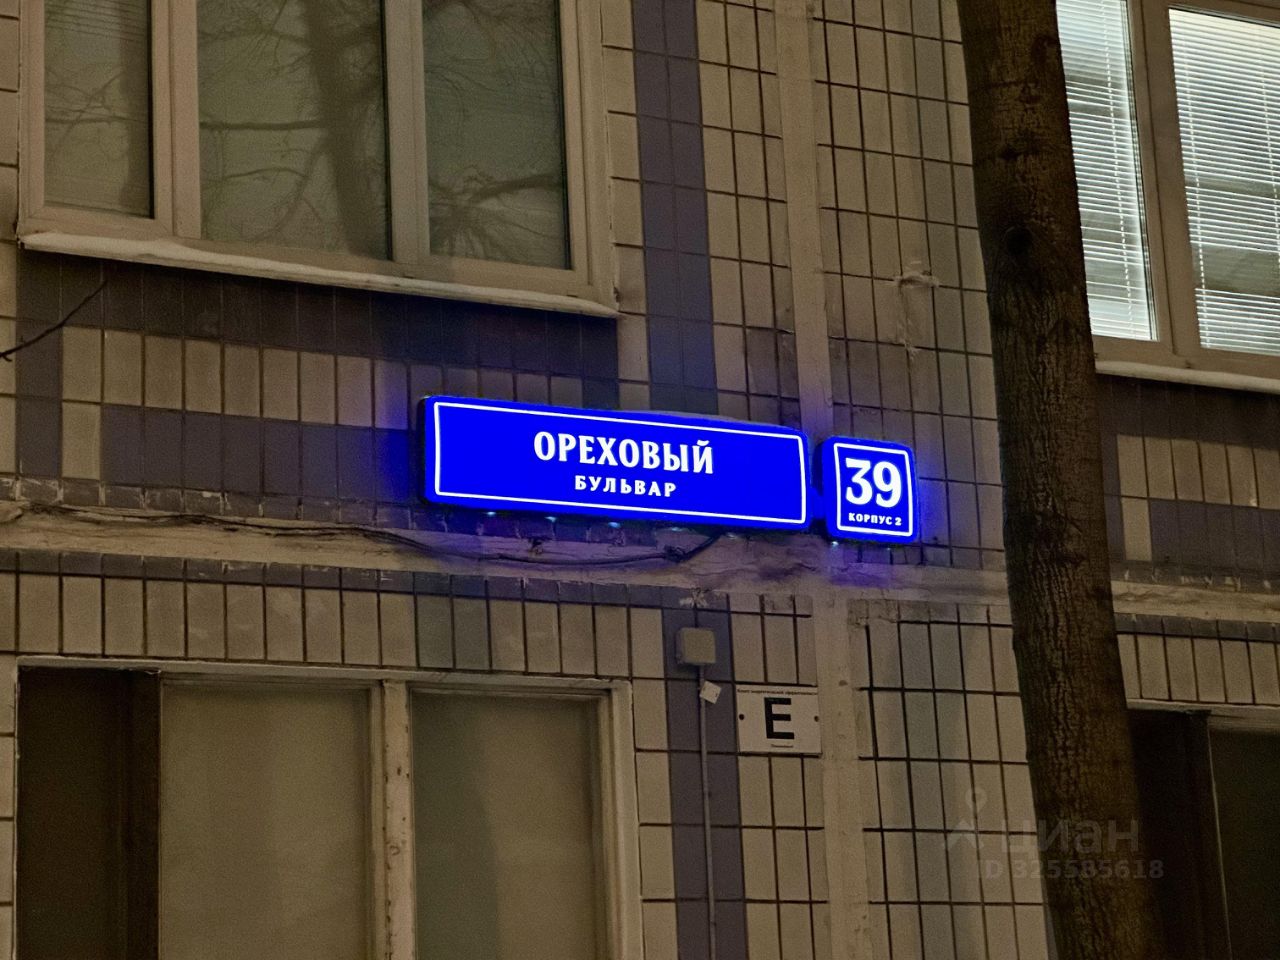 ОРЕХОВЫЙ
БУЛЬВАР
39
КОРПУС 2
Е
циан
ID 325585618